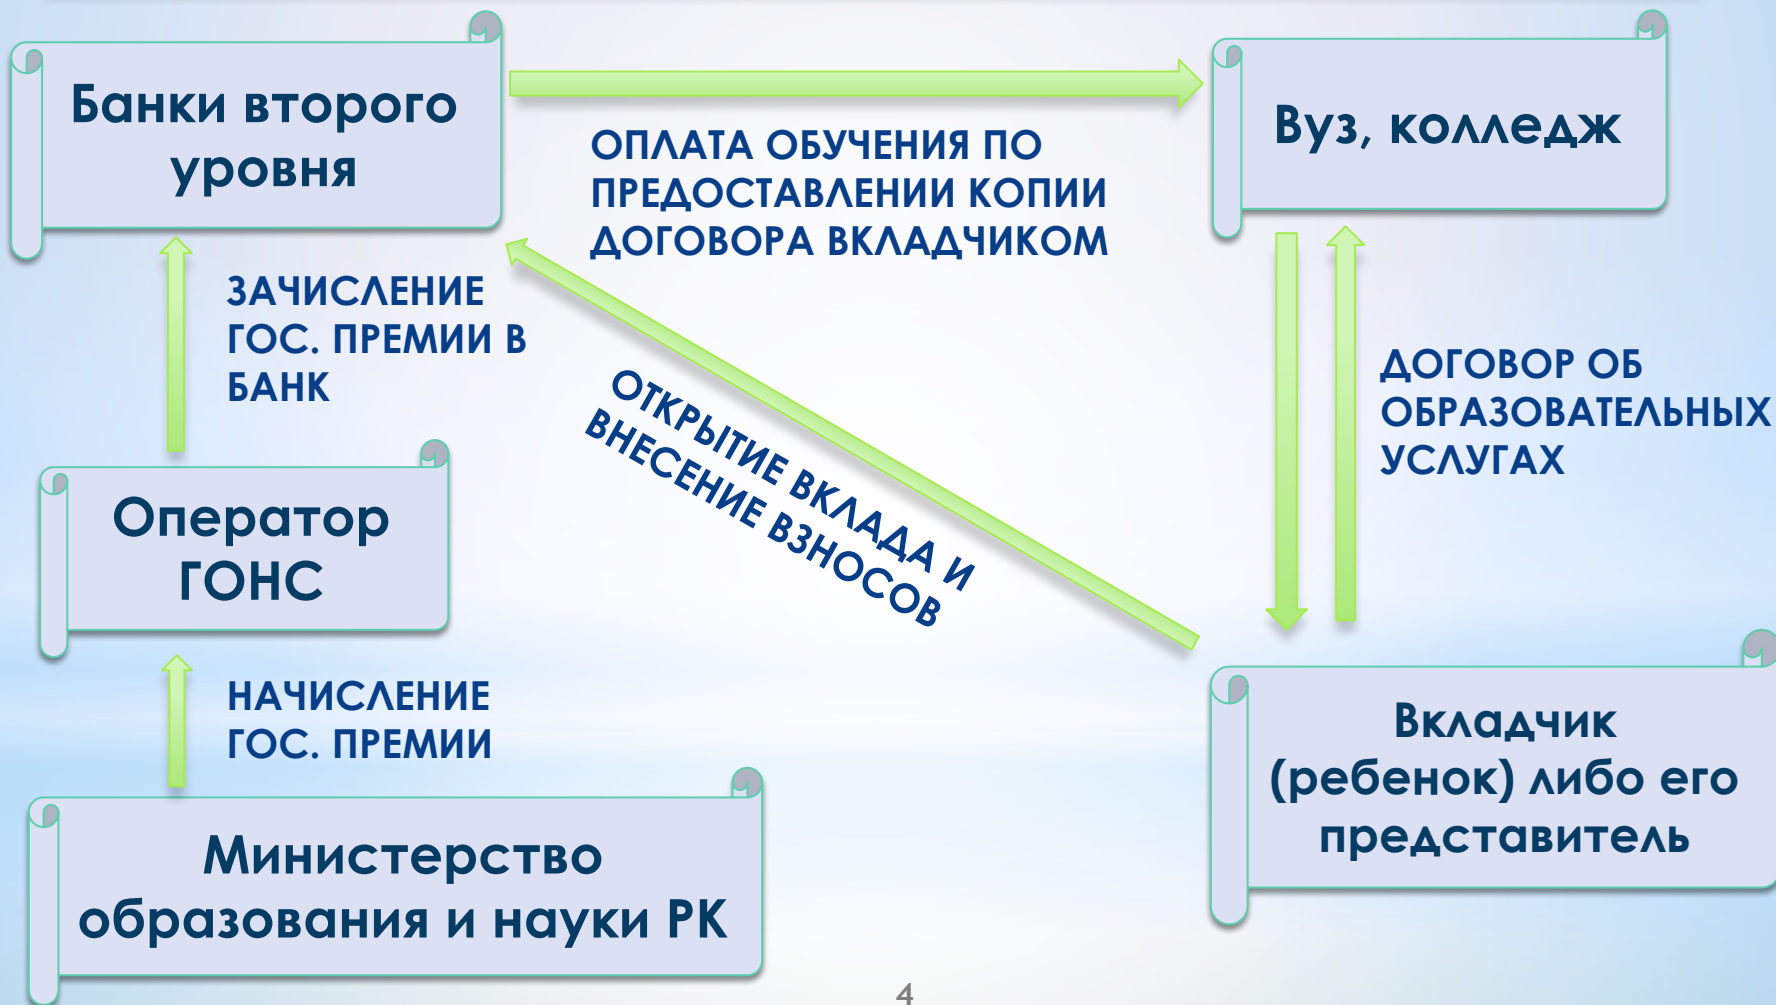 Банки второго
уровня
ОПЛАТА ОБУЧЕНИЯ ПО
ПРЕДОСТАВЛЕНИИ КОПИИ
ДОГОВОРА ВКЛАДЧИКОМ
Вуз, колледж
ЗАЧИСЛЕНИЕ
ГОС. ПРЕМИИ В
БАНК
ОТКРЫТИЕ ВКЛАДА И
ВНЕСЕНИЕ ВЗНОСОВ
ДОГОВОР ОБ
ОБРАЗОВАТЕЛЬНЫХ
УСЛУГАХ
Оператор
ГОНС
НАЧИСЛЕНИЕ
ГОС. ПРЕМИИ
Вкладчик
(ребенок) либо его
представитель
Министерство
образования и науки РК
4